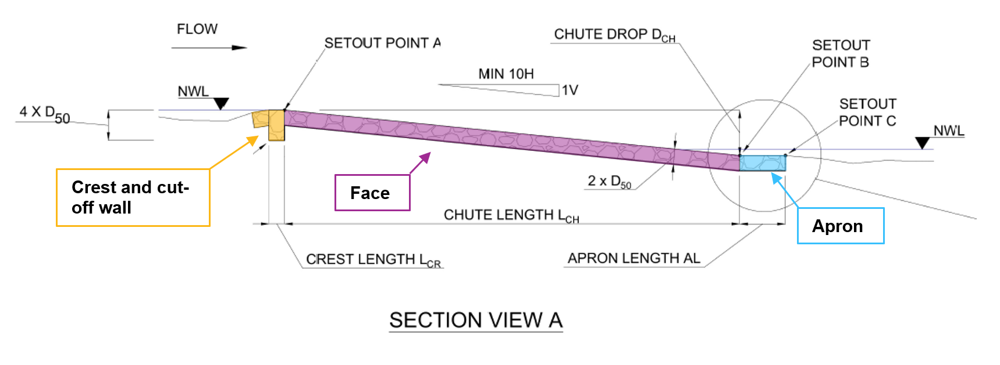 FLOW
SETOUT POINT A
CHUTE DROP DCH
SETOUT
POINT B
MIN 10H
1V
NWL
4 X D50
SETOUT
POINT C
NWL
Crest and cut-
off wall
Face
2 x D50
CHUTE LENGTH LCH
Apron
CREST LENGTH LCR
APRON LENGTH AL
SECTION VIEW A